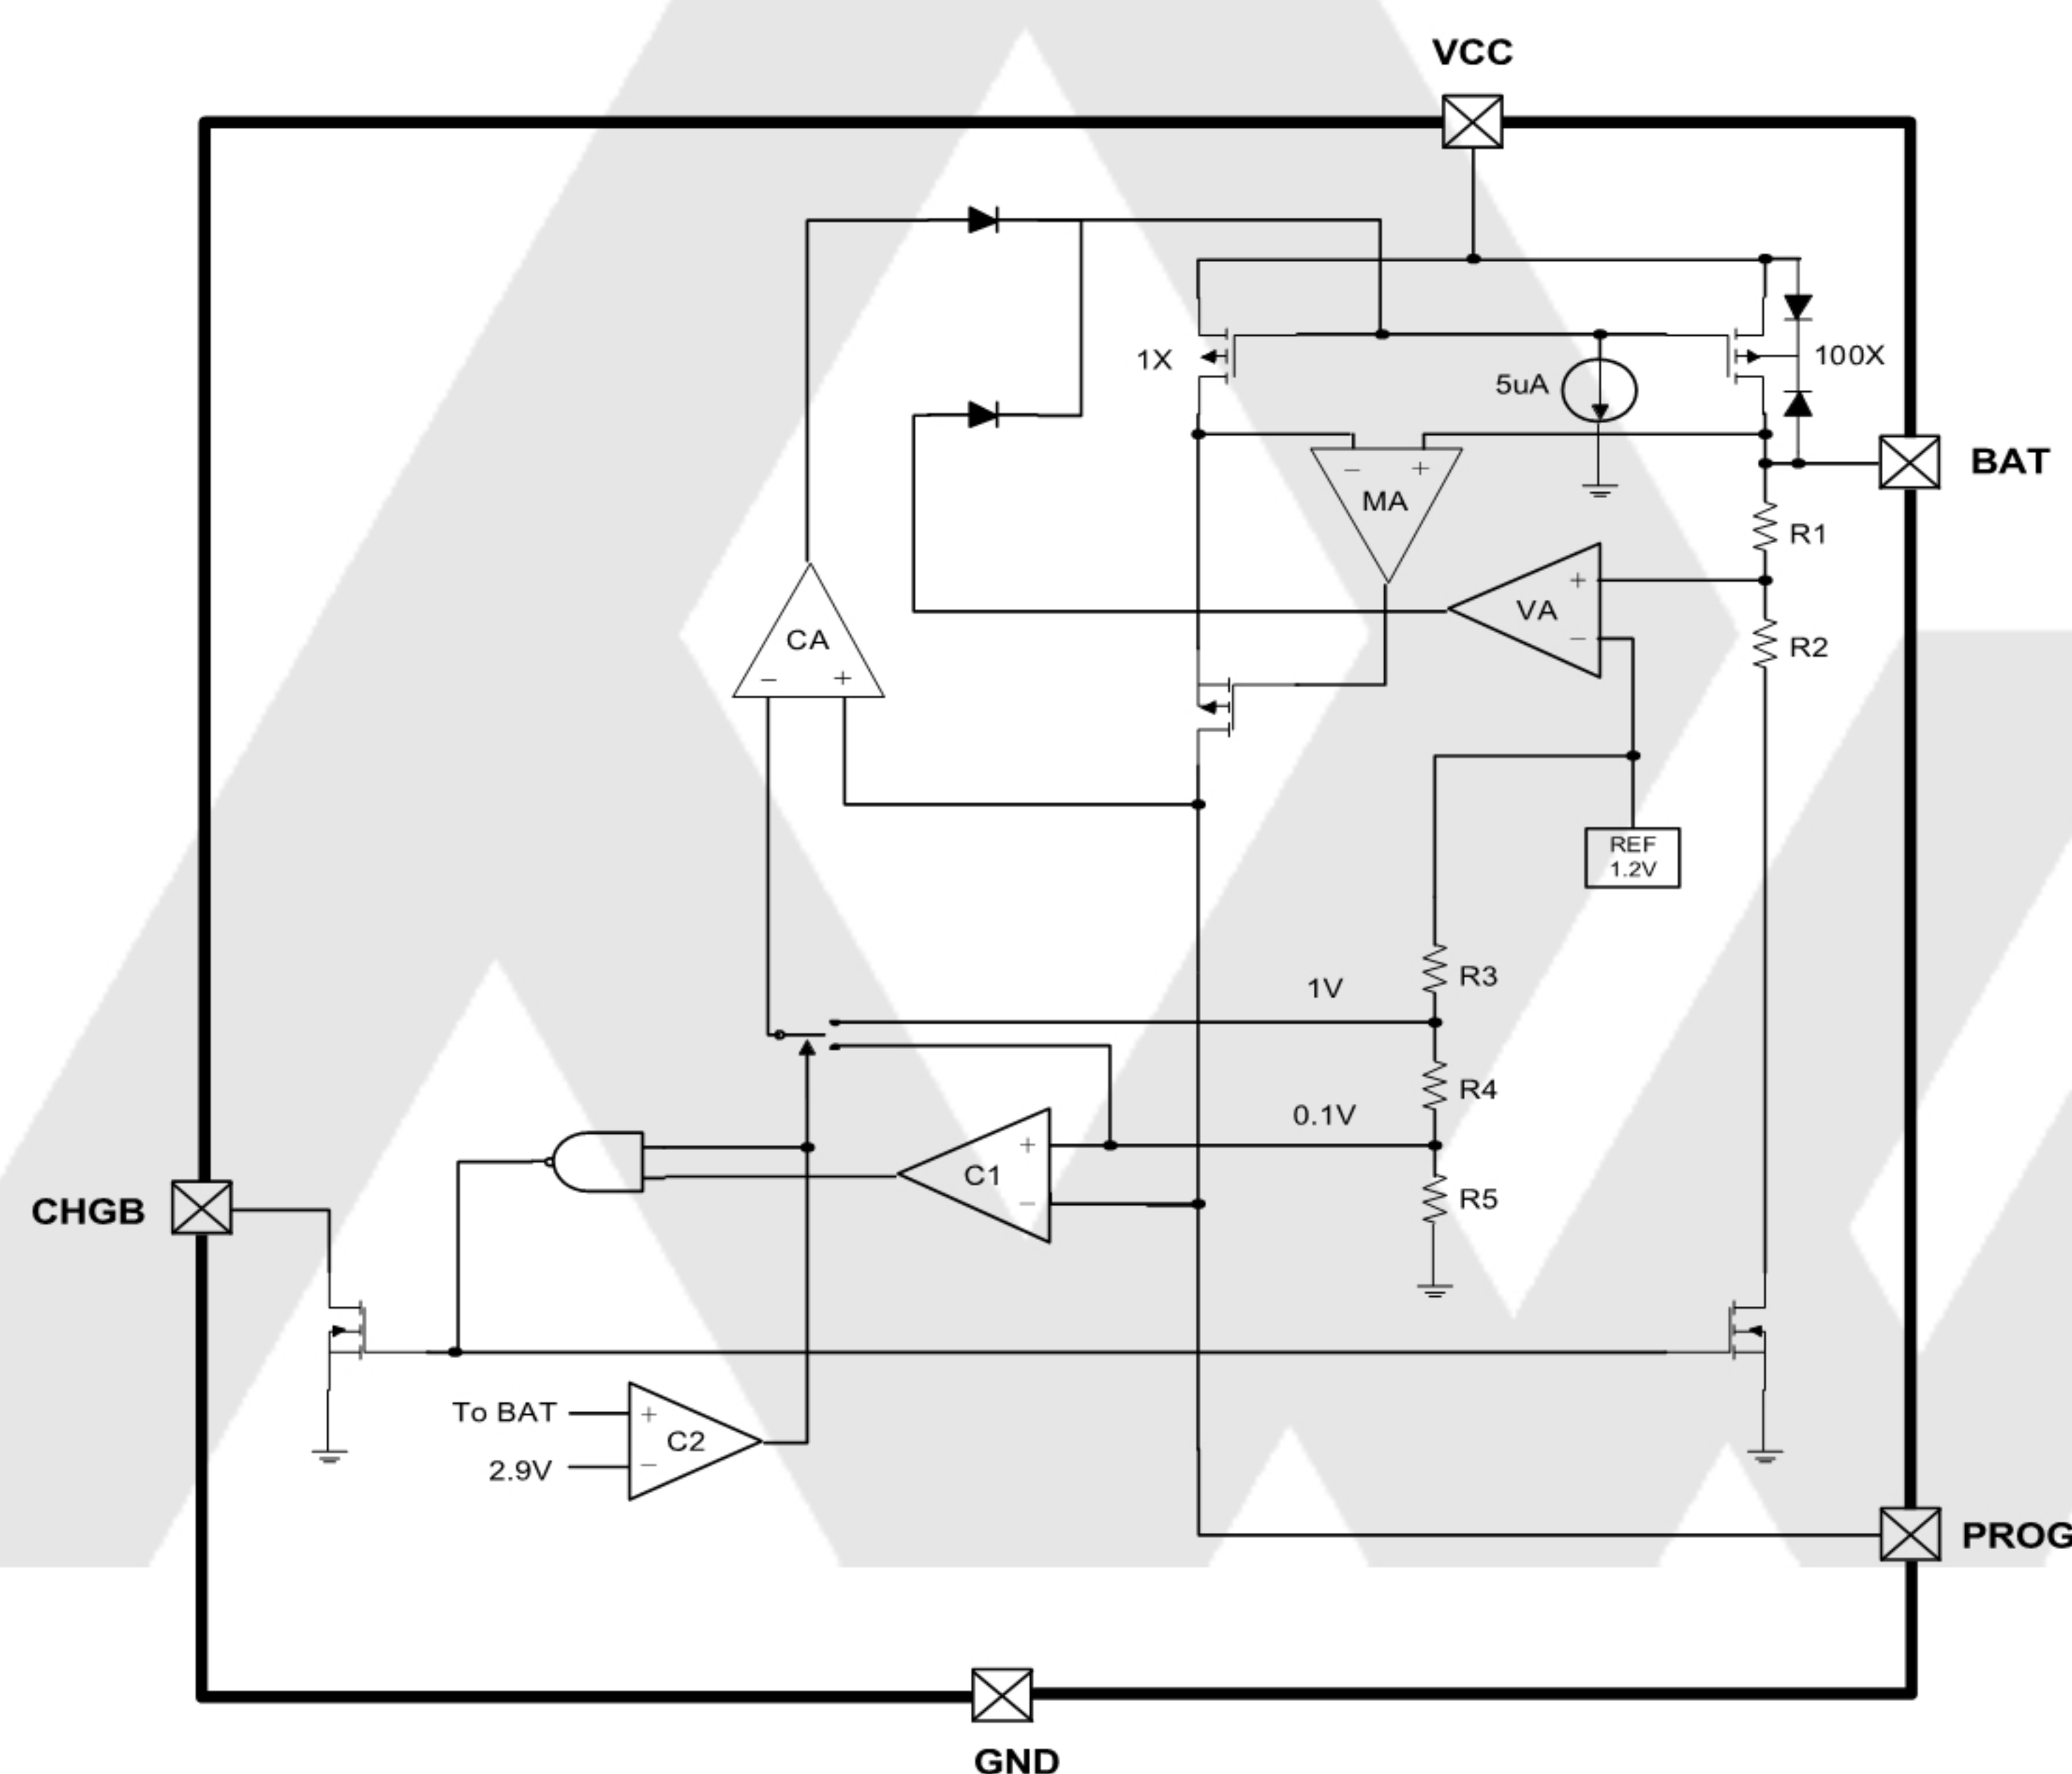 VCC
1X
5uA
100X
− +
MA
BAT
R1
+
VA
−
R2
CA
− +
REF
1.2V
R3
1V
R4
0.1V
+
C1
−
R5
CHGB
To BAT
+
C2
2.9V
−
PROG
GND